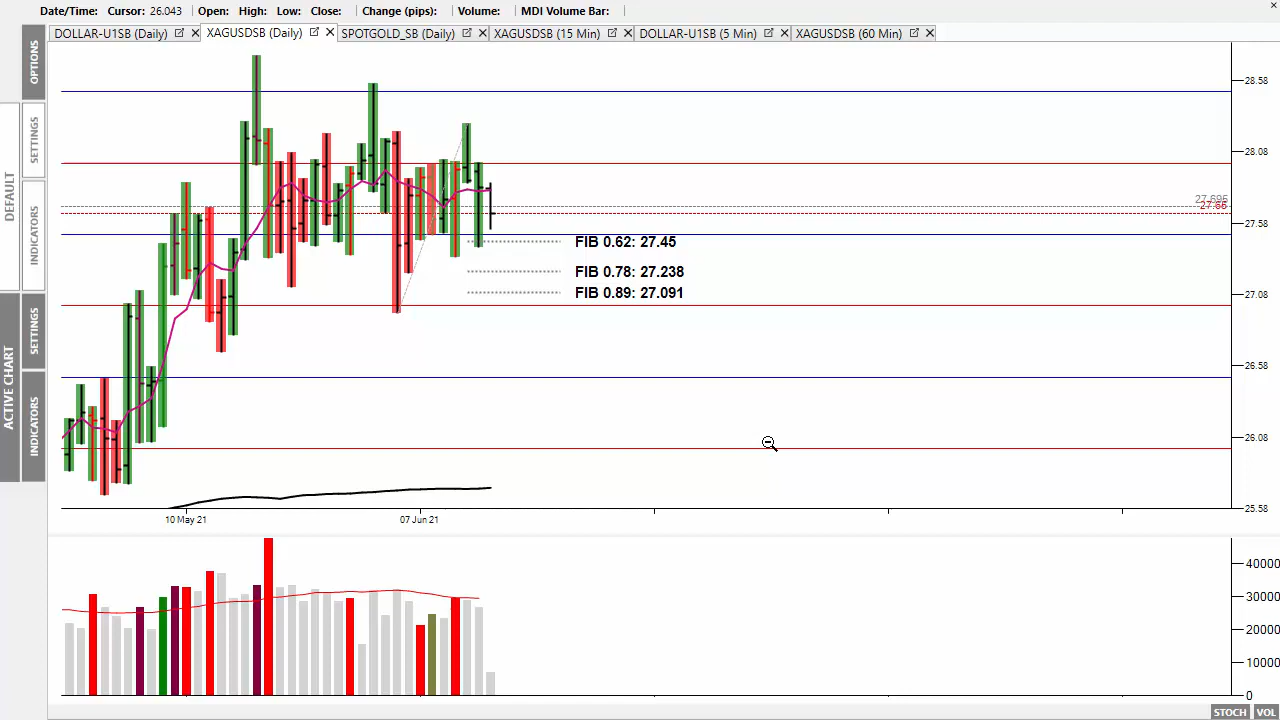 Date/Time: Cursor: 26.043 Open: High: Low: Close: Change (pips): Volume: MDI Volume Bar:
DOLLAR-U1SB (Daily) XAGUSDSB (Daily) SPOTGOLD_SB (Daily) XAGUSDSB (15 Min) DOLLAR-U1SB (5 Min) XAGUSDSB (60 Min)
OPTIONS
SETTINGS
INDICATORS
DEFAULT
SETTINGS
INDICATORS
ACTIVE CHART
28.58
28.08
27.695
27.65
27.58
27.08
26.58
26.08
25.58
FIB 0.62: 27.45
FIB 0.78: 27.238
FIB 0.89: 27.091
10 May 21 07 Jun 21
40000
30000
20000
10000
0
STOCH VOL